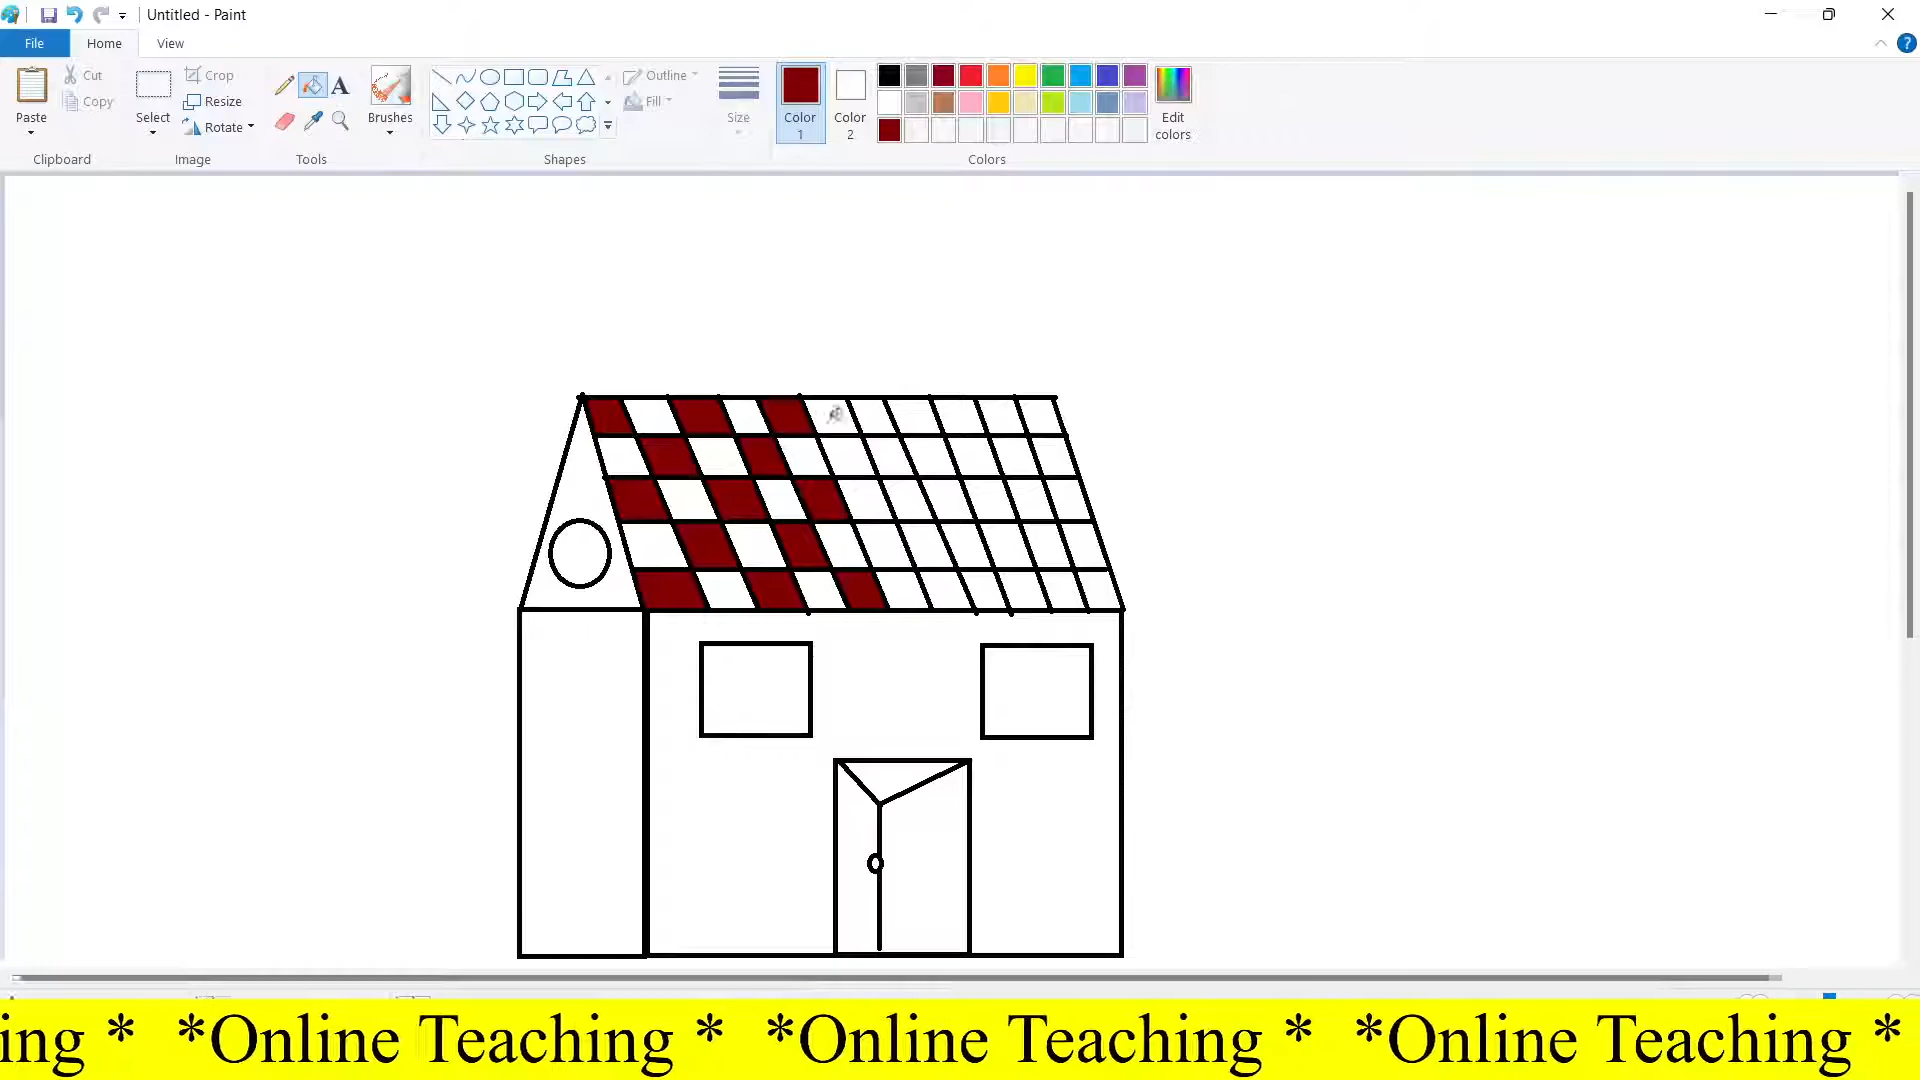 Untitled - Paint
File Home View
Paste Cut Copy Select Crop Resize Rotate A Brushes Outline Fill Size Color 1 Color 2 Edit colors ?
Clipboard Image Tools Shapes Colors
ing * *Online Teaching * *Online Teaching * *Online Teaching *